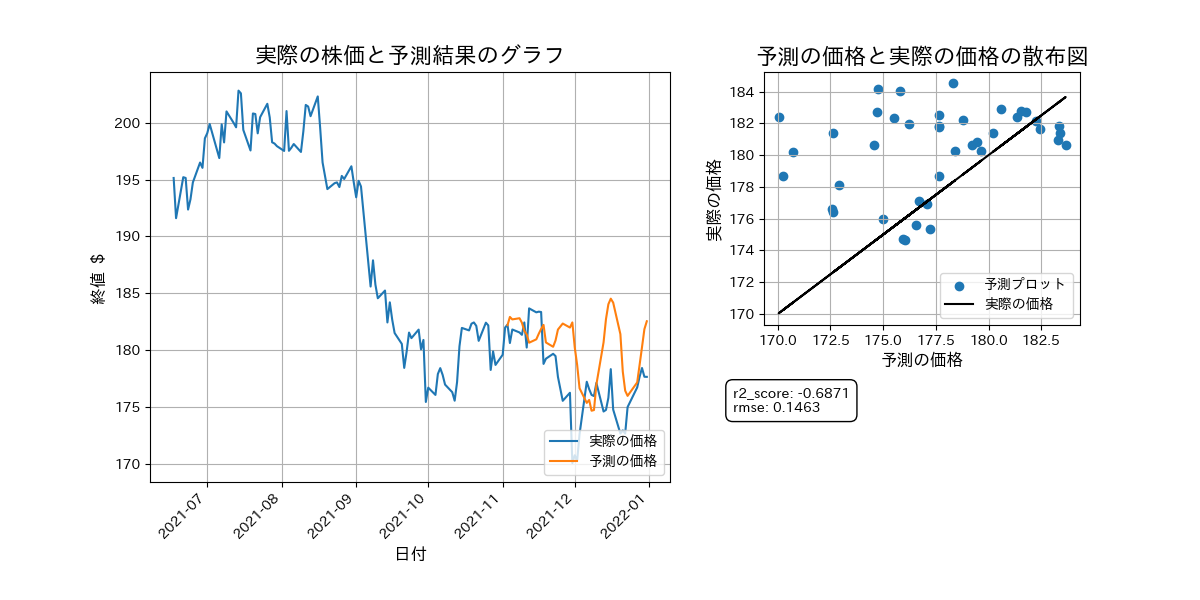 実際の株価と予測結果のグラフ
終値 $
200
195
190
185
180
175
170
2021-07
2021-08
2021-09
2021-10
2021-11
2021-12
2022-01
日付
実際の価格
予測の価格
予測の価格と実際の価格の散布図
実際の価格
184
182
180
178
176
174
172
170
170.0
172.5
175.0
177.5
180.0
182.5
予測の価格
予測プロット
実際の価格
r2_score: -0.6871
rmse: 0.1463